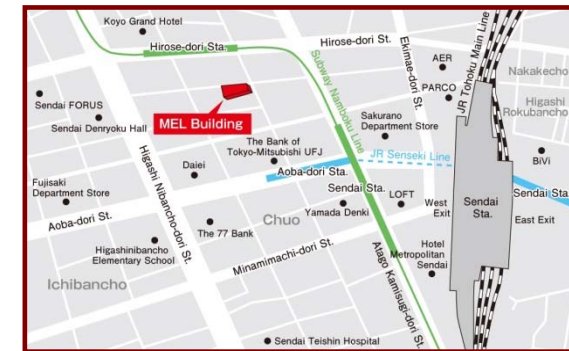 Koyo Grand Hotel
Hirose-dori Sta.
Hirose-dori St.
Subway Namboku Line
Ekimae-dori St.
AER
PARCO
JR Tohoku Main Line
Nakakecho
Higashi
Rokubancho
Sendai FORUS
Sendai Denryoku Hall
MEL Building
Higashi Nibancho-dori St.
The Bank of
Tokyo-Mitsubishi UFJ
Sakurano
Department Store
JR Senseki Line
BiVi
Daiei
Aoba-dori Sta.
Sendai Sta.
Fujisaki
Department Store
Aoba-dori St.
Yamada Denki
LOFT
West
Exit
Sendai
Sta.
Sendai Sta.
East Exit
Chuo
The 77 Bank
Higashinibancho
Elementary School
Minamimachi-dori St.
Atago Kamisugi-dori St.
Hotel
Metropolitan
Sendai
Ichibancho
Sendai Teishin Hospital